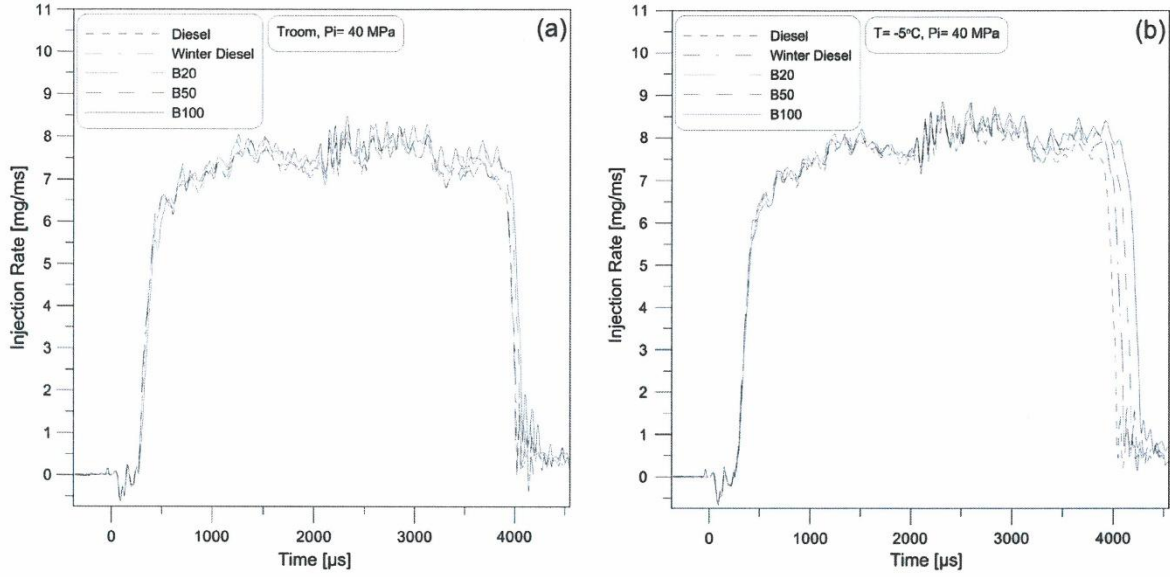 11
10
9
8
7
6
5
4
3
2
1
0
Injection Rate [mg/ms]
Diesel
Winter Diesel
B20
B50
B100
Troom, Pi= 40 MPa
(a)
0
1000
2000
3000
4000
Time [µs]
11
10
9
8
7
6
5
4
3
2
1
0
Injection Rate [mg/ms]
Diesel
Winter Diesel
B20
B50
B100
T= -5°C, Pi= 40 MPa
(b)
0
1000
2000
3000
4000
Time [µs]